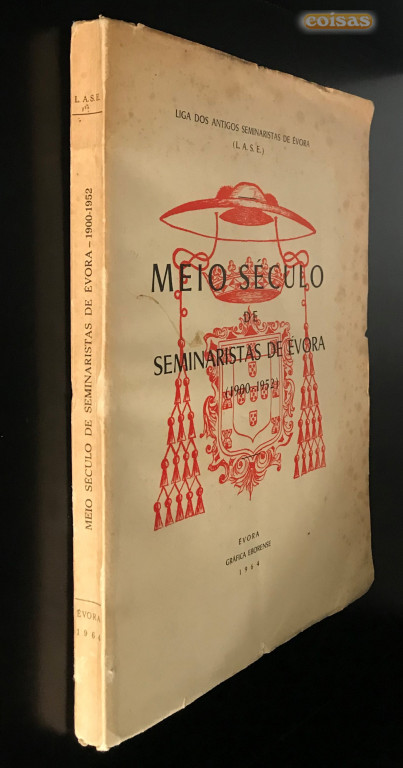 coisas
LIGA DOS ANTIGOS SEMINARISTAS DE ÉVORA
(L. A. S. E.)
MEIO SÉCULO
DE
SEMINARISTAS DE ÉVORA
(1900-1952)
ÉVORA
GRÁFICA EBORENSE
1964
L. A. S. E.
MEIO SÉCULO DE SEMINARISTAS DE ÉVORA – 1900-1952
ÉVORA
1964